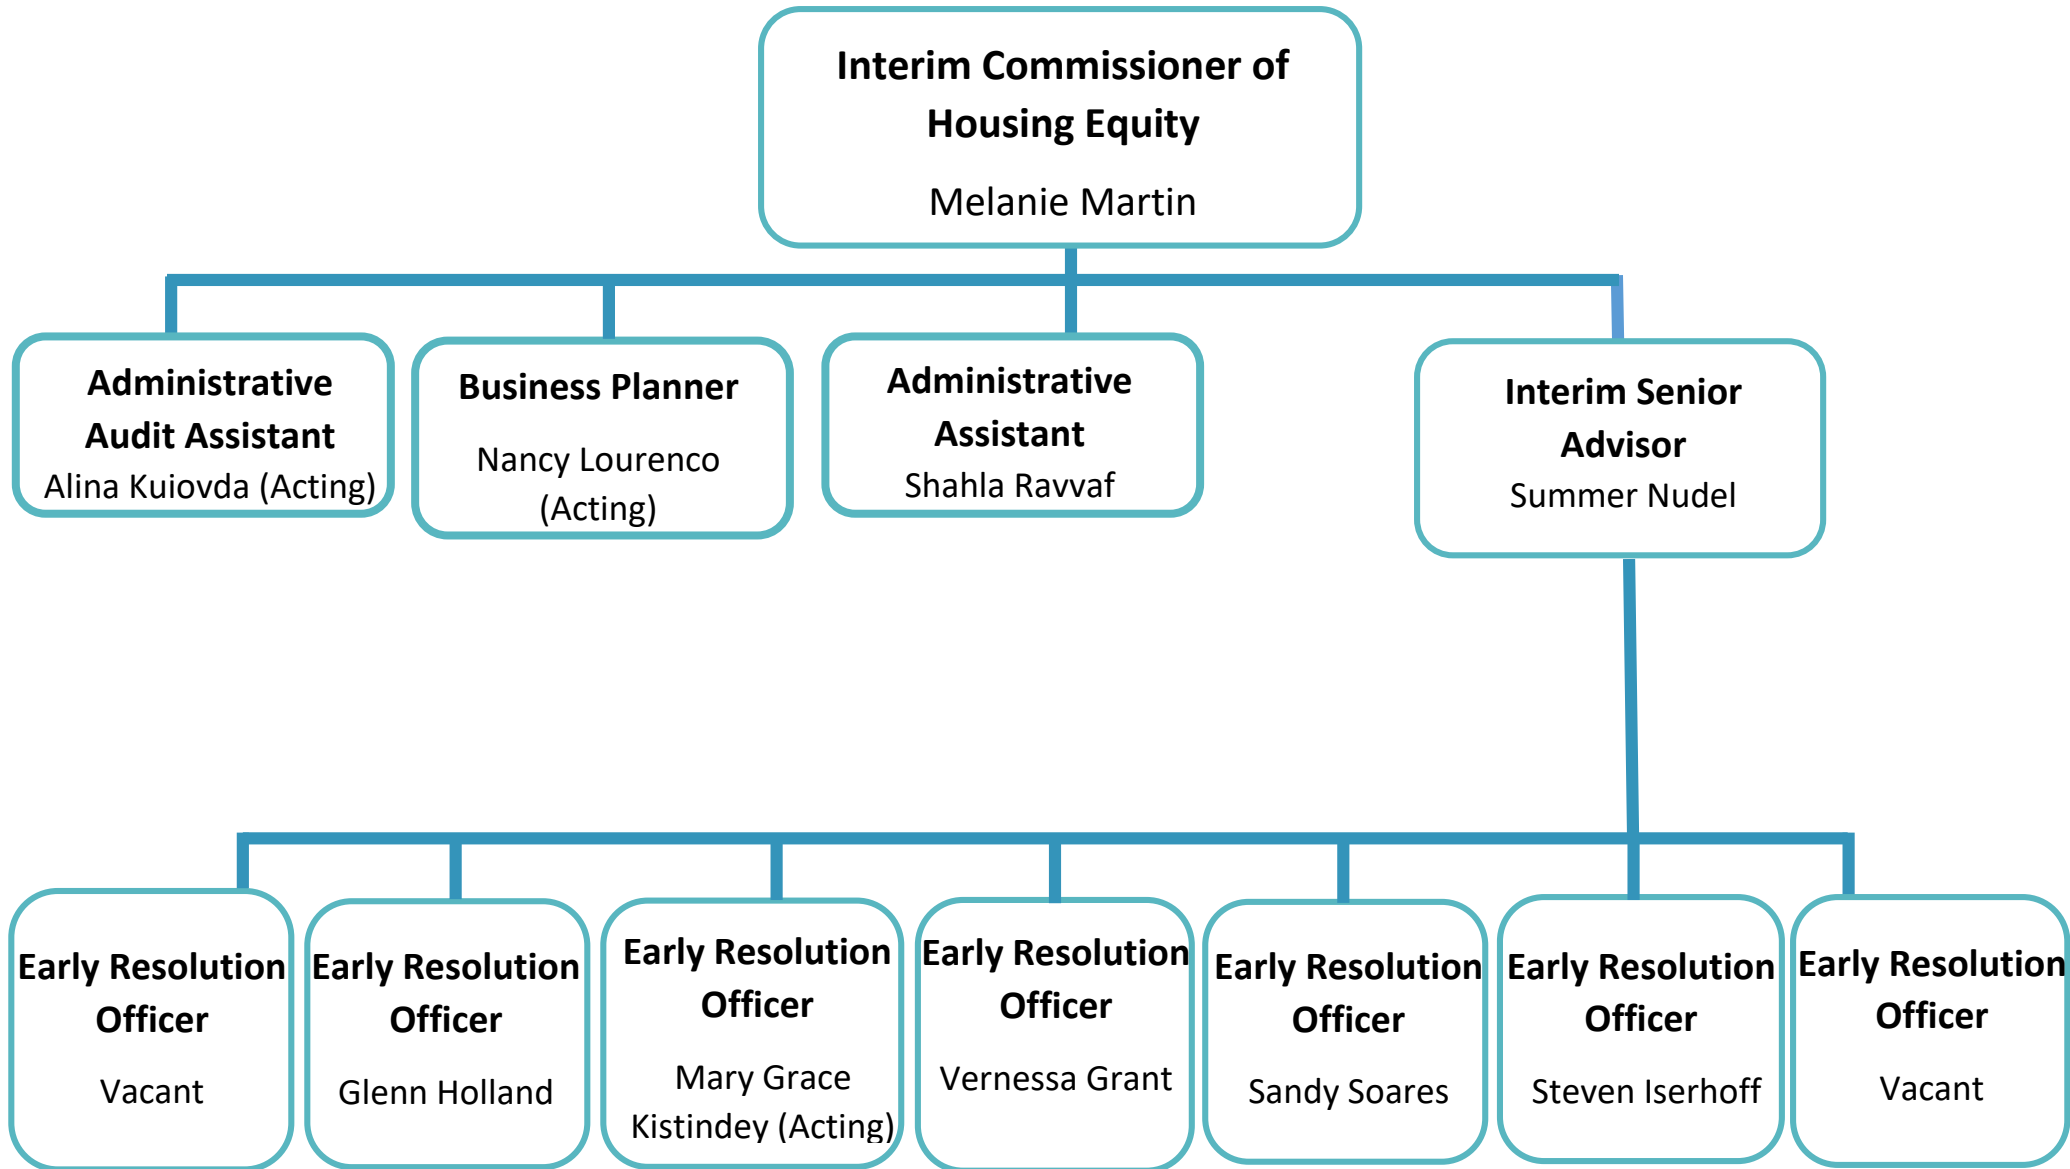 Interim Commissioner of
Housing Equity
Melanie Martin
Administrative
Audit Assistant
Alina Kuiovda (Acting)
Business Planner
Nancy Lourenco
(Acting)
Administrative
Assistant
Shahla Ravvaf
Interim Senior
Advisor
Summer Nudel
Early Resolution
Officer
Vacant
Early Resolution
Officer
Glenn Holland
Early Resolution
Officer
Mary Grace
Kistindey (Acting)
Early Resolution
Officer
Vernessa Grant
Early Resolution
Officer
Sandy Soares
Early Resolution
Officer
Steven Iserhoff
Early Resolution
Officer
Vacant